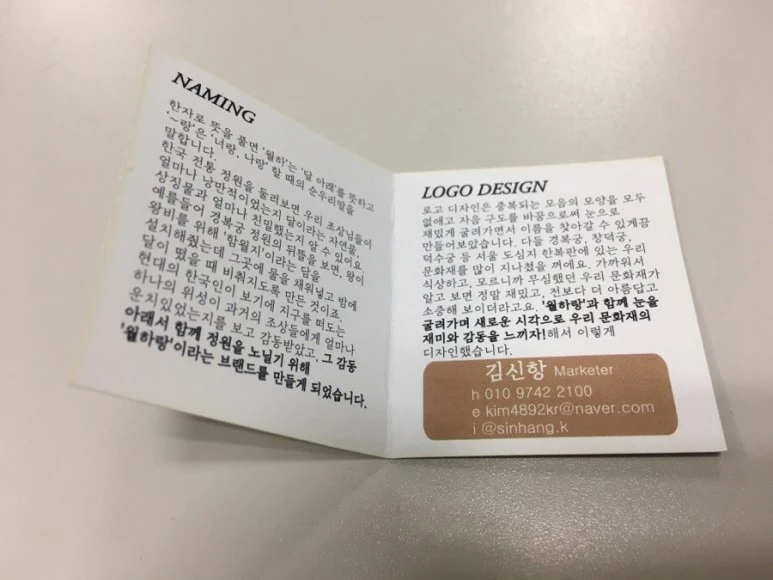 NAMING
한자로 뜻을 풀면 '월하'는 '달 아래'를 뜻하고
'~랑'은 '너랑, 나랑' 할 때의 순우리말을
말합니다.
한국 전통 정원을 둘러보면 우리 조상님들이
얼마나 낭만적이었는지 달이라는 자연물,
상징물과 얼마나 친밀했는지 알 수 있어요.
예를들어 경복궁 정원의 뒤뜰을 보면, 왕이
왕비를 위해 '함월지'이라는 담을
설치해줬는데 그곳에 물을 채워넣고 밤에
달이 떴을 때 비춰지도록 만든 것이죠.
현대의 한국인이 보기에 지구를 떠도는
하나의 위성이 과거의 조상들에게 얼마나
운치있었는지를 보고 감동받았고, 그 감동
아래서 함께 정원을 노닐기 위해
'월하랑'이라는 브랜드를 만들게 되었습니다.
LOGO DESIGN
로고 디자인은 중복되는 모음의 모양을 모두
없애고 자음 구도를 바꿈으로써 눈으로
재밌게 굴려가면서 이름을 찾아갈 수 있게끔
만들어보았습니다. 다들 경복궁, 창덕궁,
덕수궁 등 서울 도심지 한복판에 있는 우리
문화재를 많이 지나쳤을 꺼에요. 가까워서
식상하고, 모르니까 무심했던 우리 문화재가
알고 보면 정말 재밌고, 전보다 더 아름답고
소중해 보이더라고요. '월하랑'과 함께 눈을
굴려가며 새로운 시각으로 우리 문화재의
재미와 감동을 느끼자!해서 이렇게
디자인했습니다.
김신항 Marketer
h 010 9742 2100
e kim4892kr@naver.com
i @sinhang.k